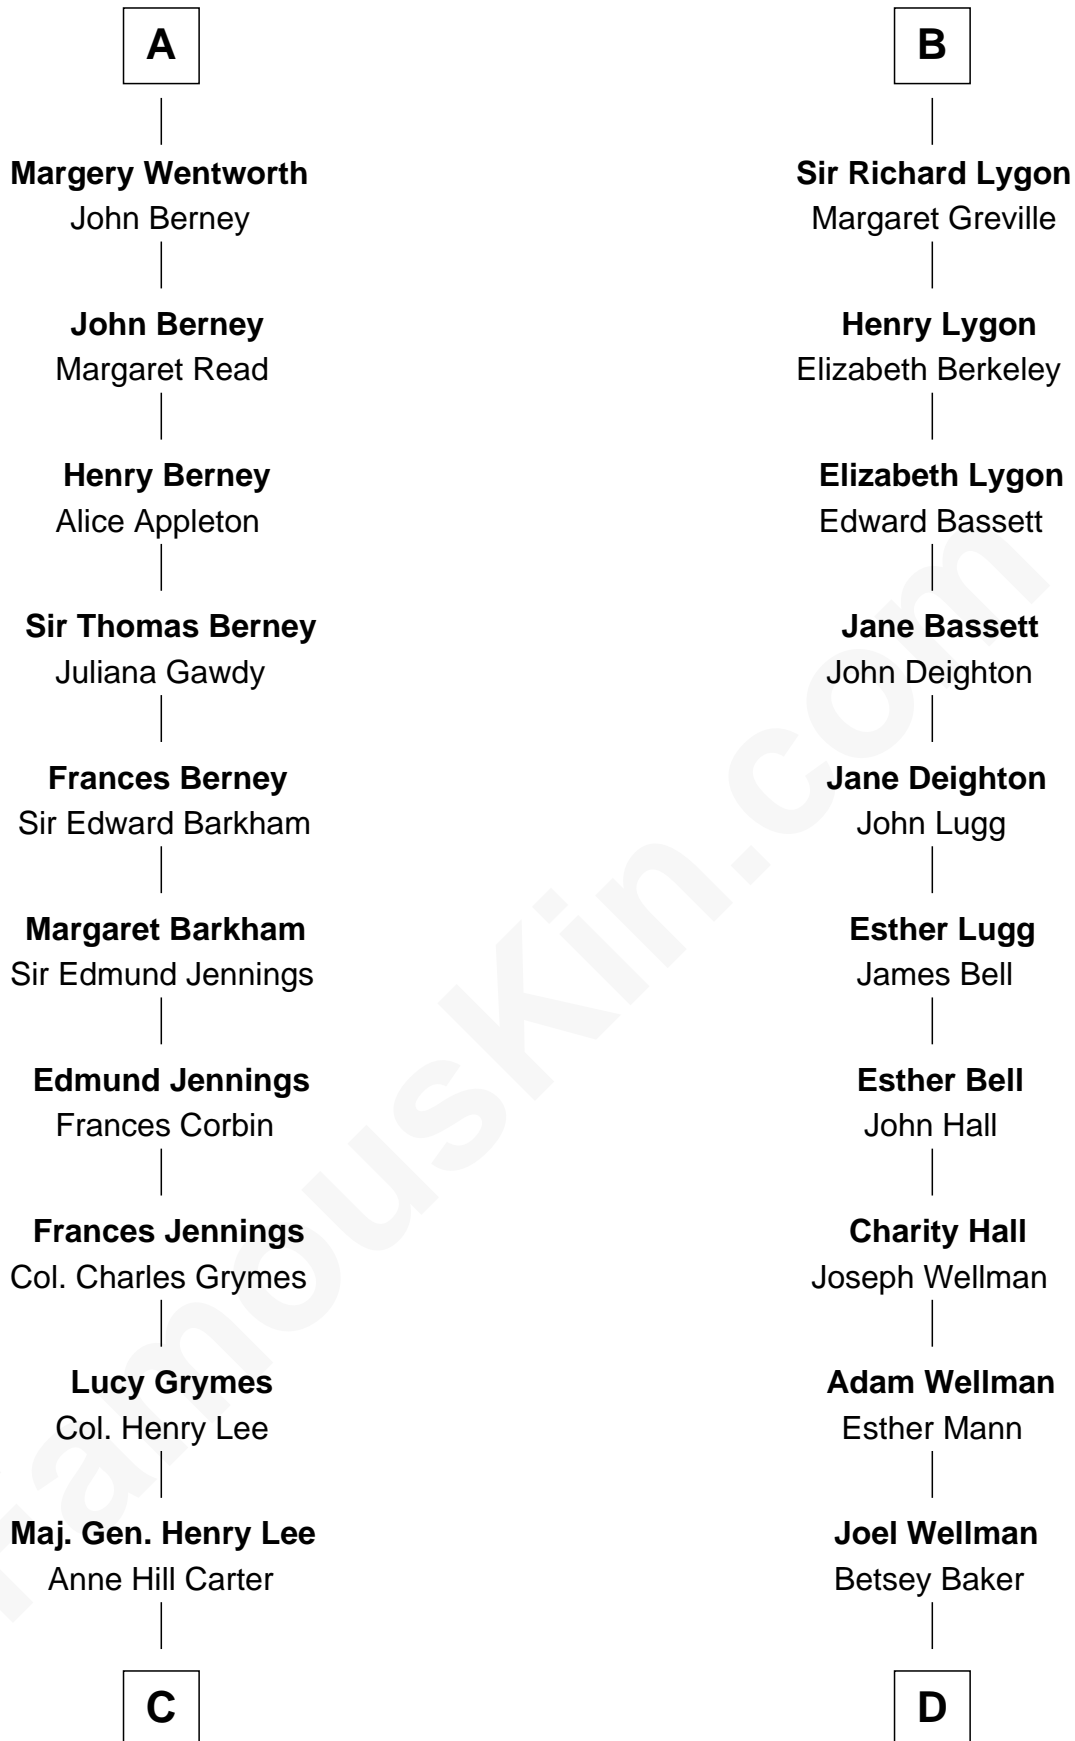 A
Margery Wentworth
John Berney
John Berney
Margaret Read
Henry Berney
Alice Appleton
Sir Thomas Berney
Juliana Gawdy
Frances Berney
Sir Edward Barkham
Margaret Barkham
Sir Edmund Jennings
Edmund Jennings
Frances Corbin
Frances Jennings
Col. Charles Grymes
Lucy Grymes
Col. Henry Lee
Maj. Gen. Henry Lee
Anne Hill Carter
C
B
Sir Richard Lygon
Margaret Greville
Henry Lygon
Elizabeth Berkeley
Elizabeth Lygon
Edward Bassett
Jane Bassett
John Deighton
Jane Deighton
John Lugg
Esther Lugg
James Bell
Esther Bell
John Hall
Charity Hall
Joseph Wellman
Adam Wellman
Esther Mann
Joel Wellman
Betsey Baker
D
FamousKin.com